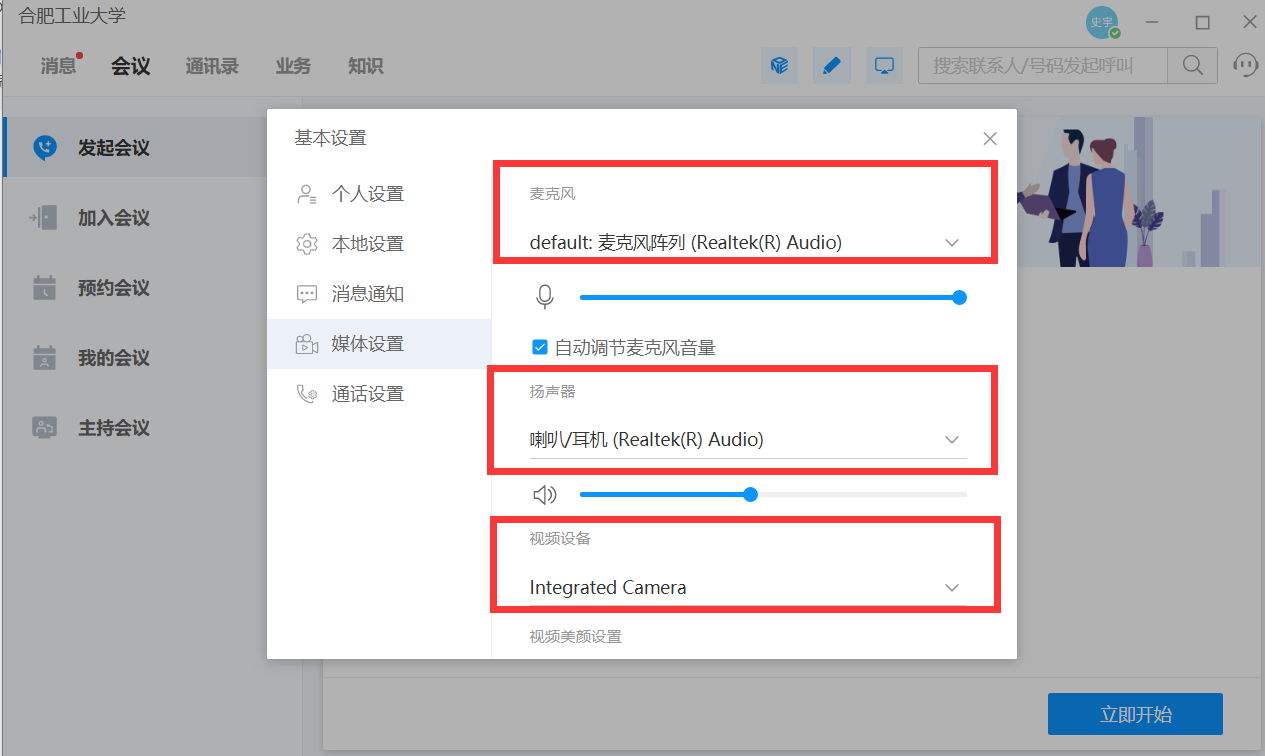 合肥工业大学
史宇
消息
会议
通讯录
业务
知识
搜索联系人/号码发起呼叫
发起会议
加入会议
预约会议
我的会议
主持会议
基本设置
个人设置
本地设置
消息通知
媒体设置
通话设置
麦克风
default: 麦克风阵列 (Realtek(R) Audio)
自动调节麦克风音量
扬声器
喇叭/耳机 (Realtek(R) Audio)
视频设备
Integrated Camera
视频美颜设置
立即开始